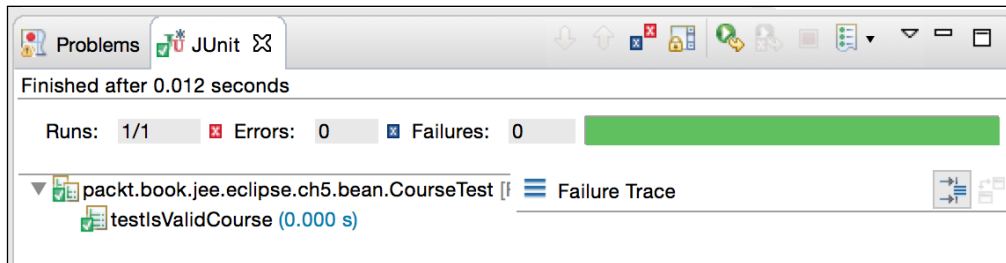 Problems JUnit
Finished after 0.012 seconds
Runs: 1/1 Errors: 0 Failures: 0
packt.book.jee.eclipse.ch5.bean.CourseTest [ Failure Trace
testIsValidCourse (0.000 s)